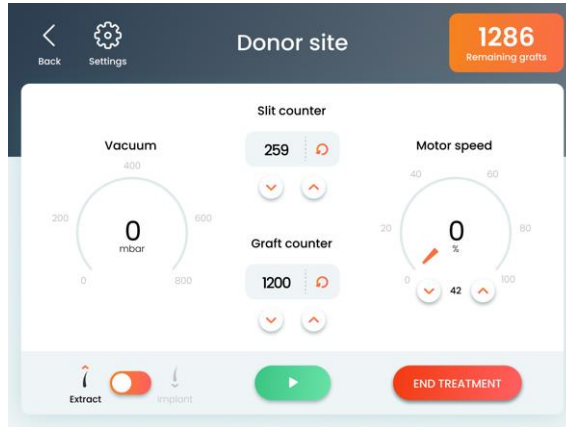 Donor site
1286
Remaining grafts
Back
Settings
Slit counter
259
Vacuum
400
200
600
0
mbar
0
800
Motor speed
40
60
20
80
0
%
0
100
42
Graft counter
1200
Extract
Implant
END TREATMENT